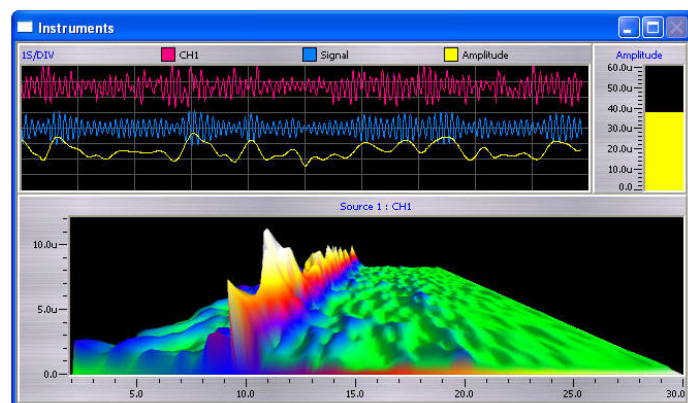 Instruments
1S/DIV CH1 Signal Amplitude
Amplitude
60.0u
50.0u
40.0u
30.0u
20.0u
10.0u
0.0
Source 1 : CH1
10.0u
5.0u
0.0
5.0 10.0 15.0 20.0 25.0 30.0